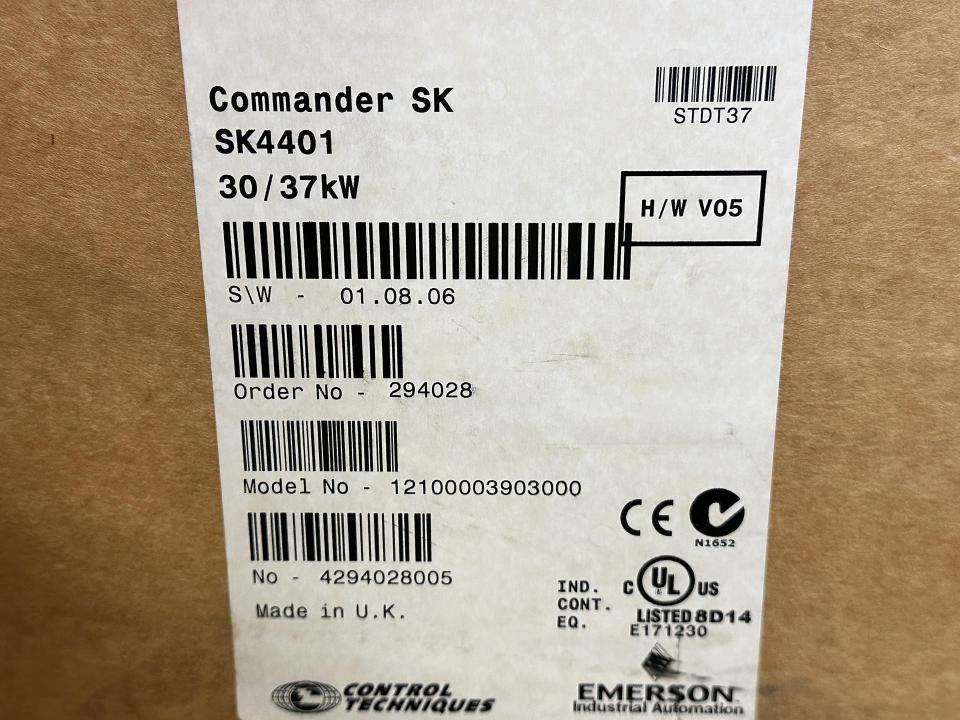 Commander SK
SK4401
30/37kW
STDT37
H/W V05
S\W - 01.08.06
Order No - 294028
Model No - 12100003903000
No - 4294028005
Made in U.K.
CE
N1652
IND.
CONT.
EQ.
C UL US
LISTED 8D14
E171230
CONTROL
TECHNIQUES
EMERSON
Industrial Automation